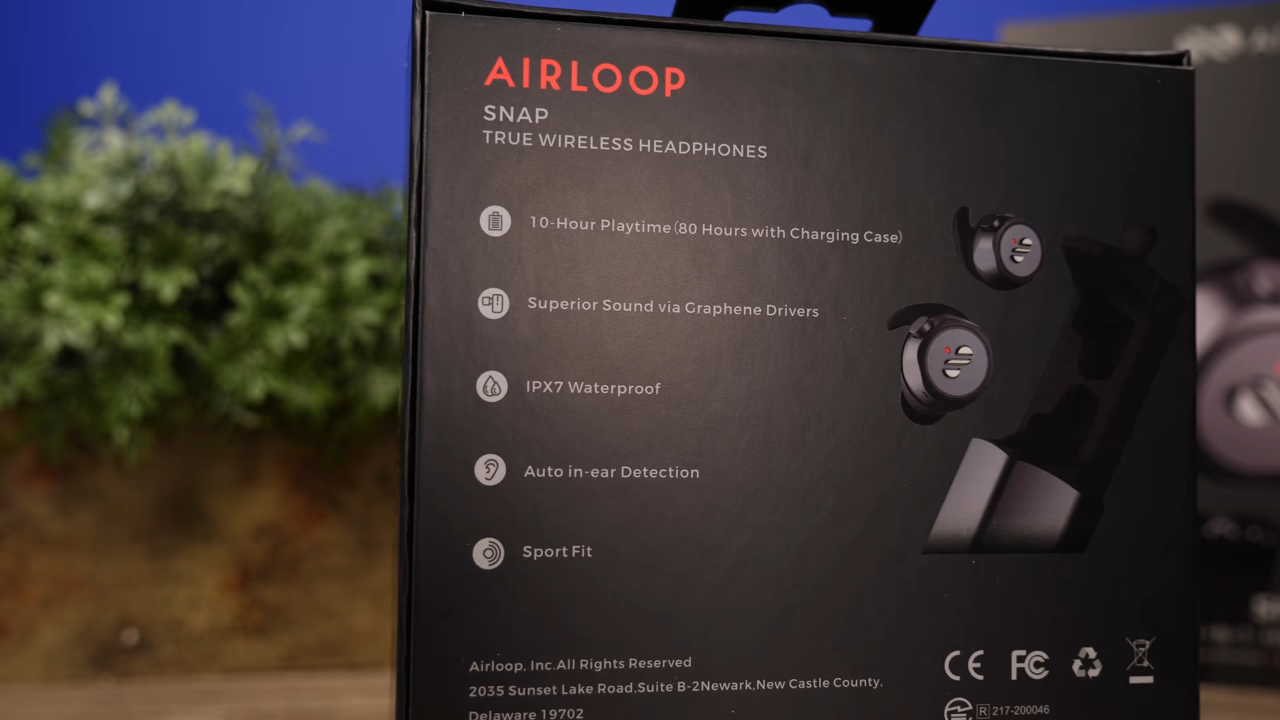 AIRLOOP
SNAP
TRUE WIRELESS HEADPHONES
10-Hour Playtime(80 Hours with Charging Case)
Superior Sound via Graphene Drivers
IPX7 Waterproof
Auto in-ear Detection
Sport Fit
Airloop, Inc.All Rights Reserved
2035 Sunset Lake Road,Suite B-2Newark,New Castle County,
Delaware 19702
CE FC
R 217-200046